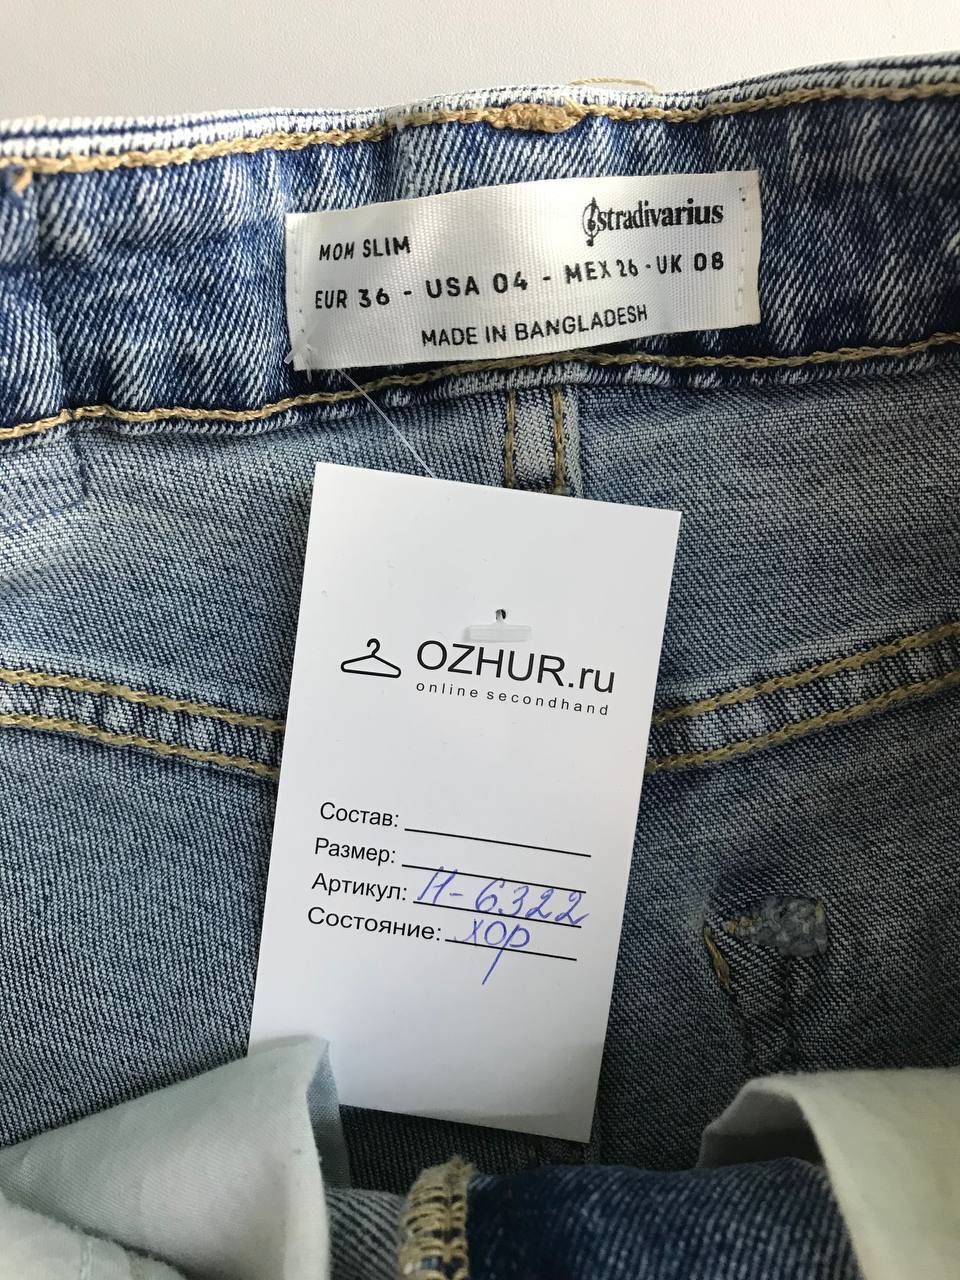 stradivarius
MOM SLIM
EUR 36 - USA 04 - MEX 26 - UK 08
MADE IN BANGLADESH
OZHUR.ru
online secondhand
Состав:
Размер:
Артикул: Н-6322
Состояние: хор